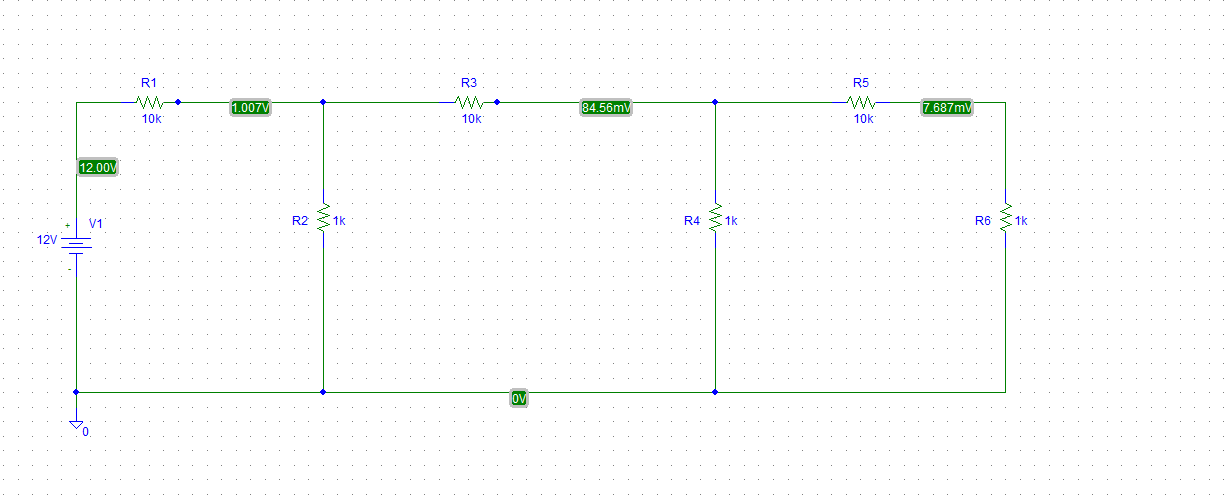 R1
R3
R5
1.007V
84.56mV
7.687mV
10k
10k
10k
12.00V
R2
1k
R4
1k
R6
1k
+
V1
12V
-
0V
0